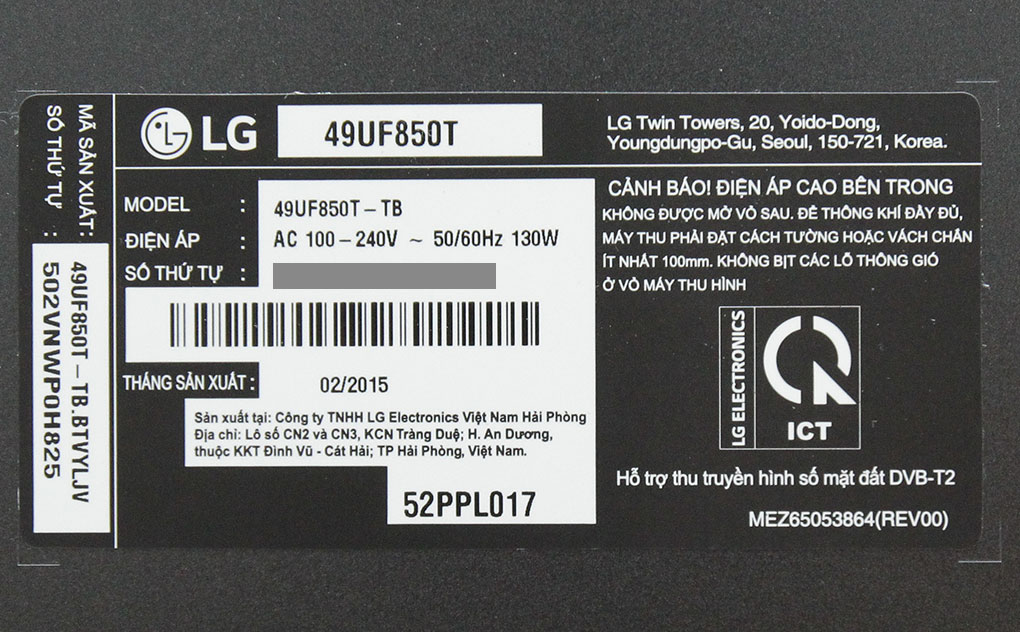 MÃ SẢN XUẤT:
SỐ THỨ TỰ :
49UF850T-TB.BTVYLJV
502VNWP0H825
LG
49UF850T
LG Twin Towers, 20, Yoido-Dong,
Youngdungpo-Gu, Seoul, 150-721, Korea.
MODEL : 49UF850T-TB
ĐIỆN ÁP : AC 100-240V ~ 50/60Hz 130W
SỐ THỨ TỰ :
THÁNG SẢN XUẤT : 02/2015
Sản xuất tại: Công ty TNHH LG Electronics Việt Nam Hải Phòng
Địa chỉ: Lô số CN2 và CN3, KCN Tràng Duệ; H. An Dương,
thuộc KKT Đình Vũ - Cát Hải; TP Hải Phòng, Việt Nam.
52PPL017
CẢNH BÁO! ĐIỆN ÁP CAO BÊN TRONG
KHÔNG ĐƯỢC MỞ VỎ SAU. ĐỂ THÔNG KHÍ ĐẦY ĐỦ,
MÁY THU PHẢI ĐẶT CÁCH TƯỜNG HOẶC VÁCH CHẮN
ÍT NHẤT 100mm. KHÔNG BỊT CÁC LỖ THÔNG GIÓ
Ở VỎ MÁY THU HÌNH
LG ELECTRONICS
ICT
Hỗ trợ thu truyền hình số mặt đất DVB-T2
MEZ65053864(REV00)